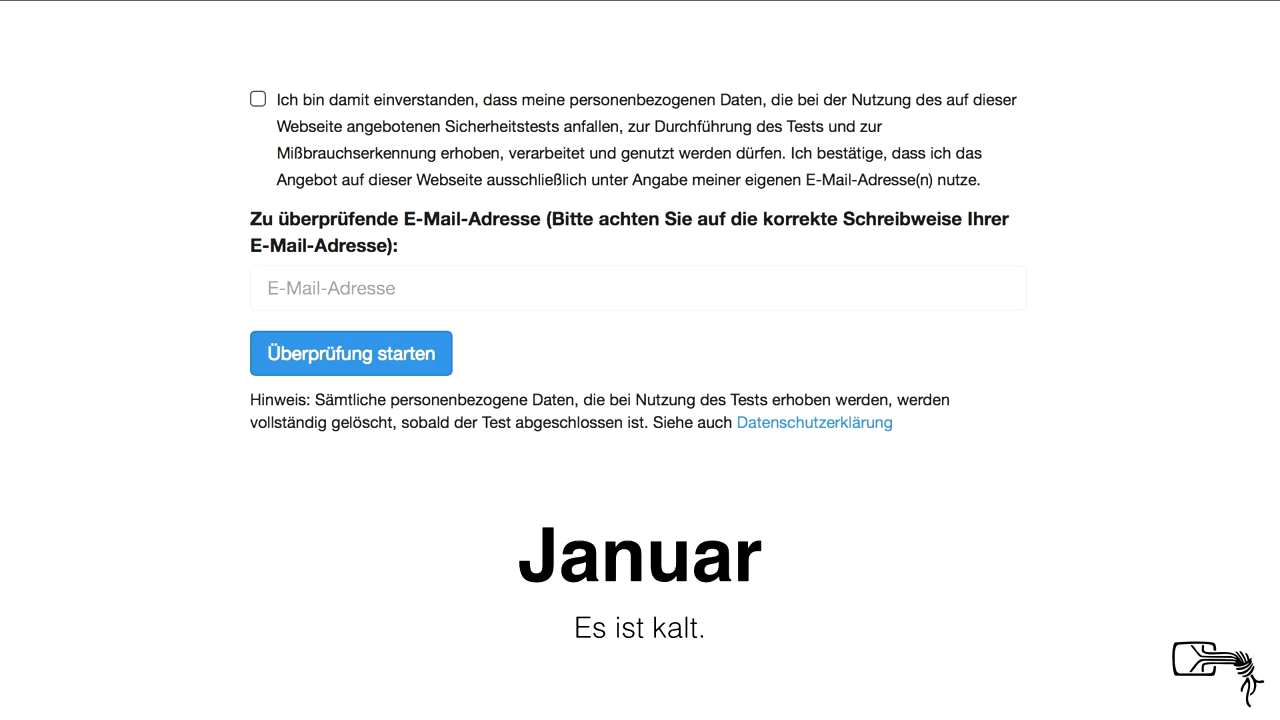 Ich bin damit einverstanden, dass meine personenbezogenen Daten, die bei der Nutzung des auf dieser
Webseite angebotenen Sicherheitstests anfallen, zur Durchführung des Tests und zur
Mißbrauchserkennung erhoben, verarbeitet und genutzt werden dürfen. Ich bestätige, dass ich das
Angebot auf dieser Webseite ausschließlich unter Angabe meiner eigenen E-Mail-Adresse(n) nutze.
Zu überprüfende E-Mail-Adresse (Bitte achten Sie auf die korrekte Schreibweise Ihrer
E-Mail-Adresse):
E-Mail-Adresse
Überprüfung starten
Hinweis: Sämtliche personenbezogene Daten, die bei Nutzung des Tests erhoben werden, werden
vollständig gelöscht, sobald der Test abgeschlossen ist. Siehe auch Datenschutzerklärung
Januar
Es ist kalt.